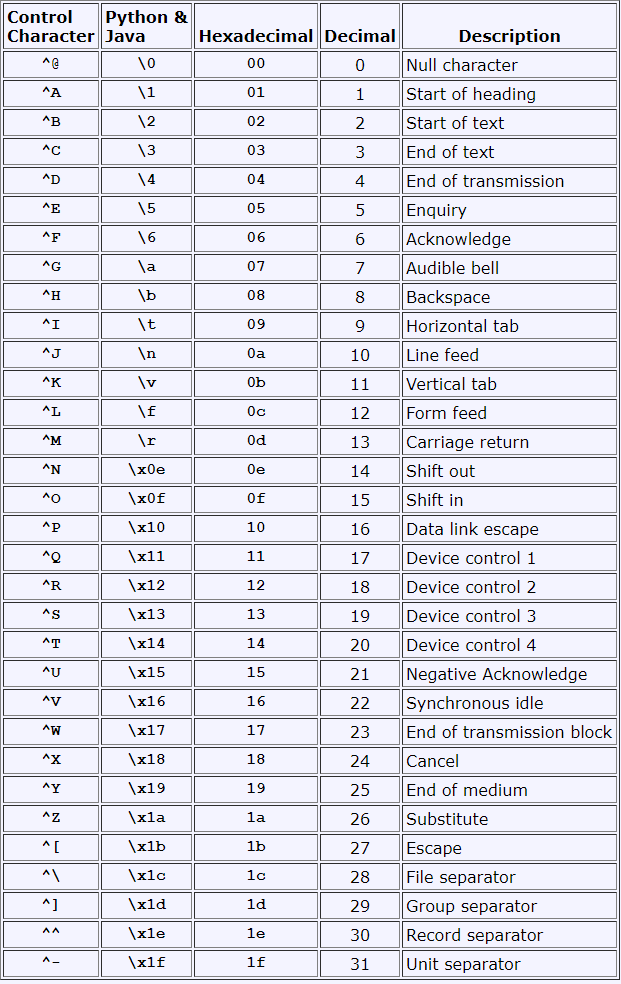 Control Character Python & Java Hexadecimal Decimal Description
^@ \0 00 0 Null character
^A \1 01 1 Start of heading
^B \2 02 2 Start of text
^C \3 03 3 End of text
^D \4 04 4 End of transmission
^E \5 05 5 Enquiry
^F \6 06 6 Acknowledge
^G \a 07 7 Audible bell
^H \b 08 8 Backspace
^I \t 09 9 Horizontal tab
^J \n 0a 10 Line feed
^K \v 0b 11 Vertical tab
^L \f 0c 12 Form feed
^M \r 0d 13 Carriage return
^N \x0e 0e 14 Shift out
^O \x0f 0f 15 Shift in
^P \x10 10 16 Data link escape
^Q \x11 11 17 Device control 1
^R \x12 12 18 Device control 2
^S \x13 13 19 Device control 3
^T \x14 14 20 Device control 4
^U \x15 15 21 Negative Acknowledge
^V \x16 16 22 Synchronous idle
^W \x17 17 23 End of transmission block
^X \x18 18 24 Cancel
^Y \x19 19 25 End of medium
^Z \x1a 1a 26 Substitute
^[ \x1b 1b 27 Escape
^\ \x1c 1c 28 File separator
^] \x1d 1d 29 Group separator
^^ \x1e 1e 30 Record separator
^- \x1f 1f 31 Unit separator